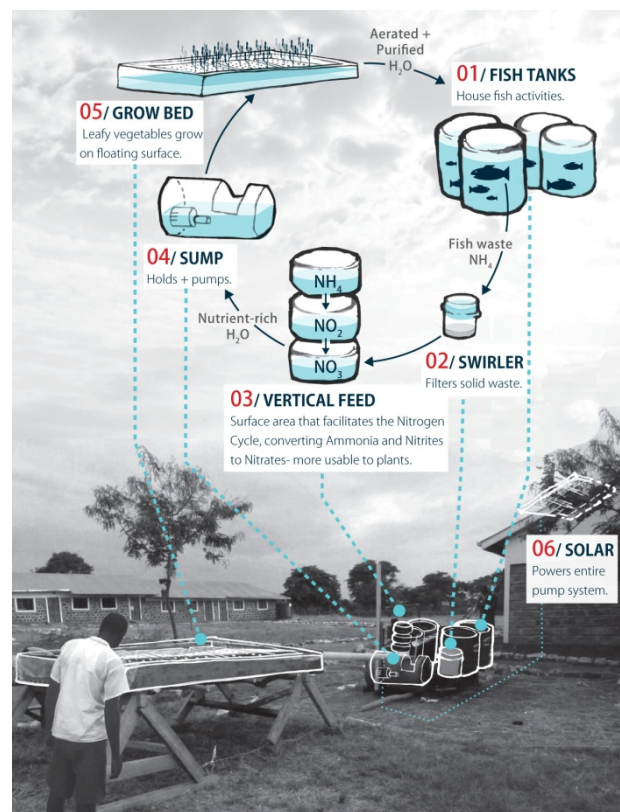 Aerated +
Purified
H₂O
01/ FISH TANKS
House fish activities.
05/ GROW BED
Leafy vegetables grow
on floating surface.
04/ SUMP
Holds + pumps.
Fish waste
NH₄
NH₄
NO₂
NO₃
Nutrient-rich
H₂O
02/ SWIRLER
Filters solid waste.
03/ VERTICAL FEED
Surface area that facilitates the Nitrogen
Cycle, converting Ammonia and Nitrites
to Nitrates- more usable to plants.
06/ SOLAR
Powers entire
pump system.